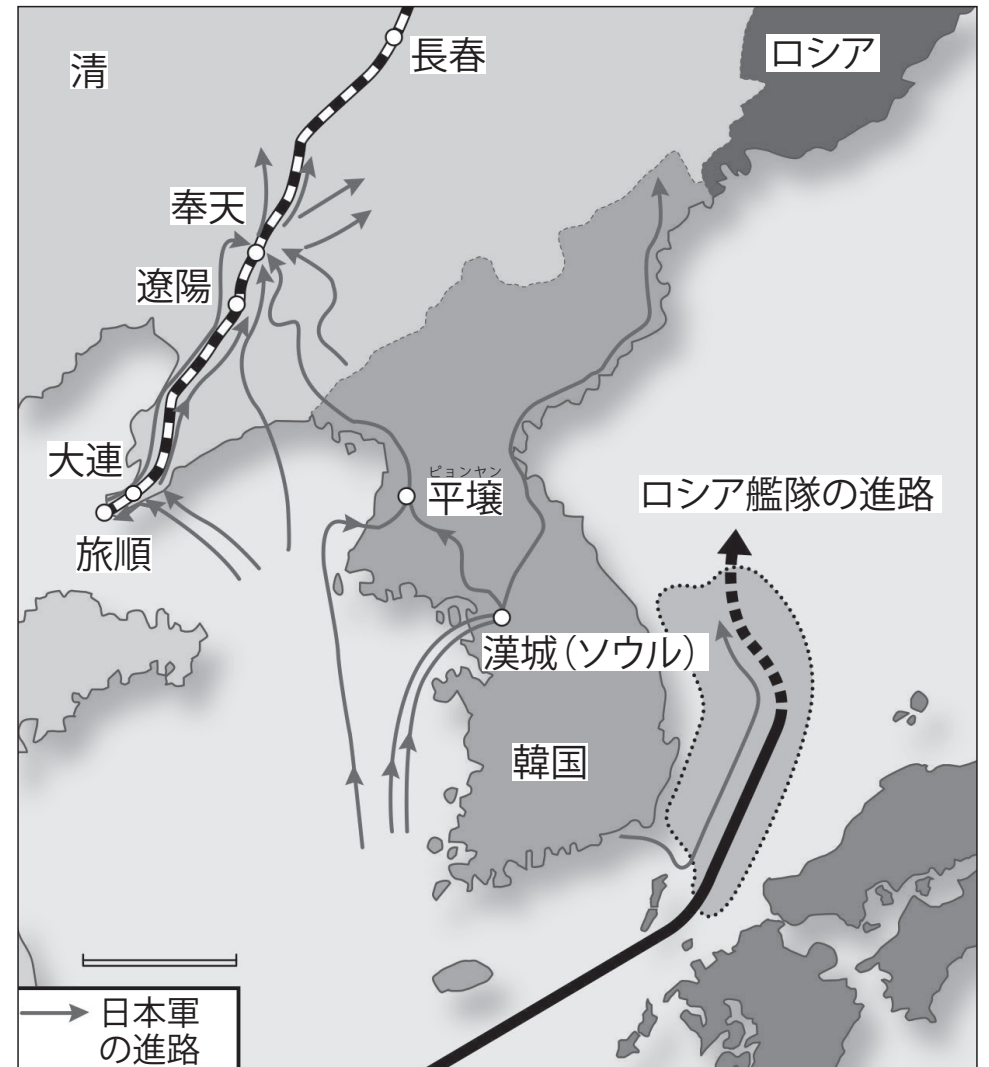 清
長春
ロシア
奉天
遼陽
大連
旅順
ピョンヤン
平壌
ロシア艦隊の進路
漢城(ソウル)
韓国
日本軍
の進路